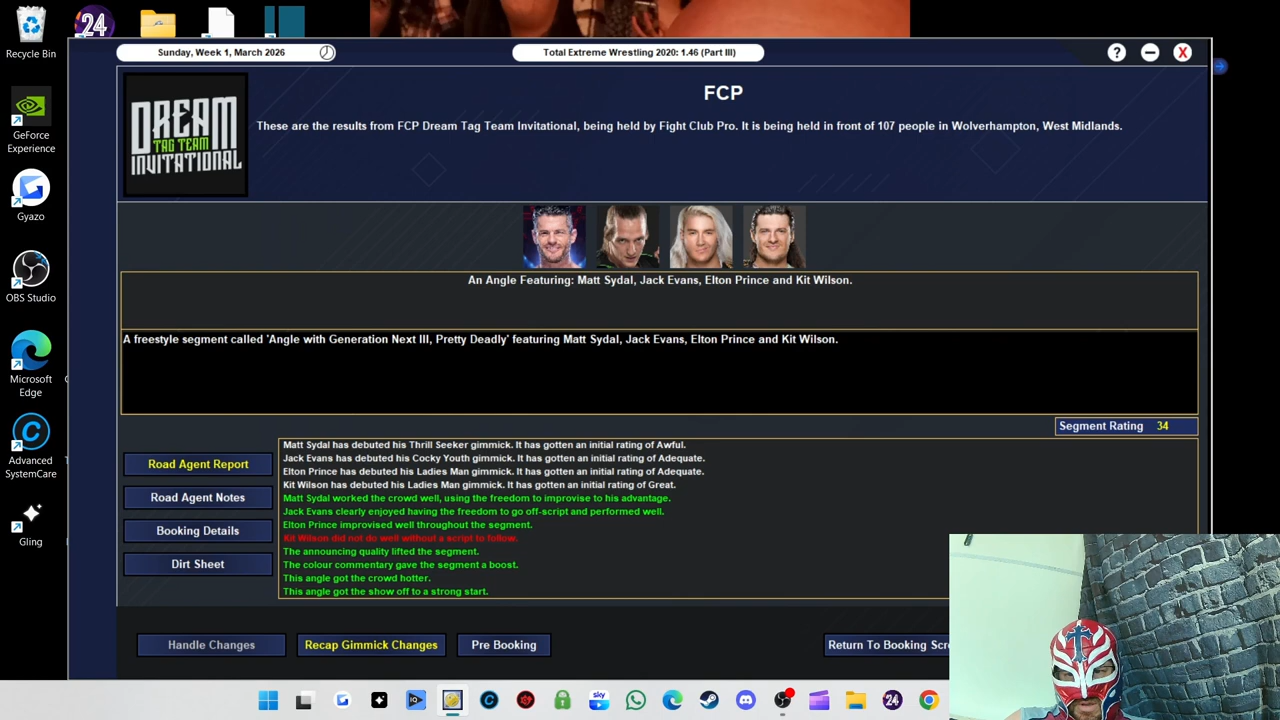 Recycle Bin
GeForce
Experience
Gyazo
OBS Studio
Microsoft
Edge
Advanced
SystemCare
Gling
24
Sunday, Week 1, March 2026
Total Extreme Wrestling 2020: 1.46 (Part III)
? X
DREAM
TAG TEAM
INVITATIONAL
FCP
These are the results from FCP Dream Tag Team Invitational, being held by Fight Club Pro. It is being held in front of 107 people in Wolverhampton, West Midlands.
An Angle Featuring: Matt Sydal, Jack Evans, Elton Prince and Kit Wilson.
A freestyle segment called 'Angle with Generation Next III, Pretty Deadly' featuring Matt Sydal, Jack Evans, Elton Prince and Kit Wilson.
Segment Rating 34
Road Agent Report
Road Agent Notes
Booking Details
Dirt Sheet
Matt Sydal has debuted his Thrill Seeker gimmick. It has gotten an initial rating of Awful.
Jack Evans has debuted his Cocky Youth gimmick. It has gotten an initial rating of Adequate.
Elton Prince has debuted his Ladies Man gimmick. It has gotten an initial rating of Adequate.
Kit Wilson has debuted his Ladies Man gimmick. It has gotten an initial rating of Great.
Matt Sydal worked the crowd well, using the freedom to improvise to his advantage.
Jack Evans clearly enjoyed having the freedom to go off-script and performed well.
Elton Prince improvised well throughout the segment.
Kit Wilson did not do well without a script to follow.
The announcing quality lifted the segment.
The colour commentary gave the segment a boost.
This angle got the crowd hotter.
This angle got the show off to a strong start.
Handle Changes
Recap Gimmick Changes
Pre Booking
Return To Booking Scre
sky
24